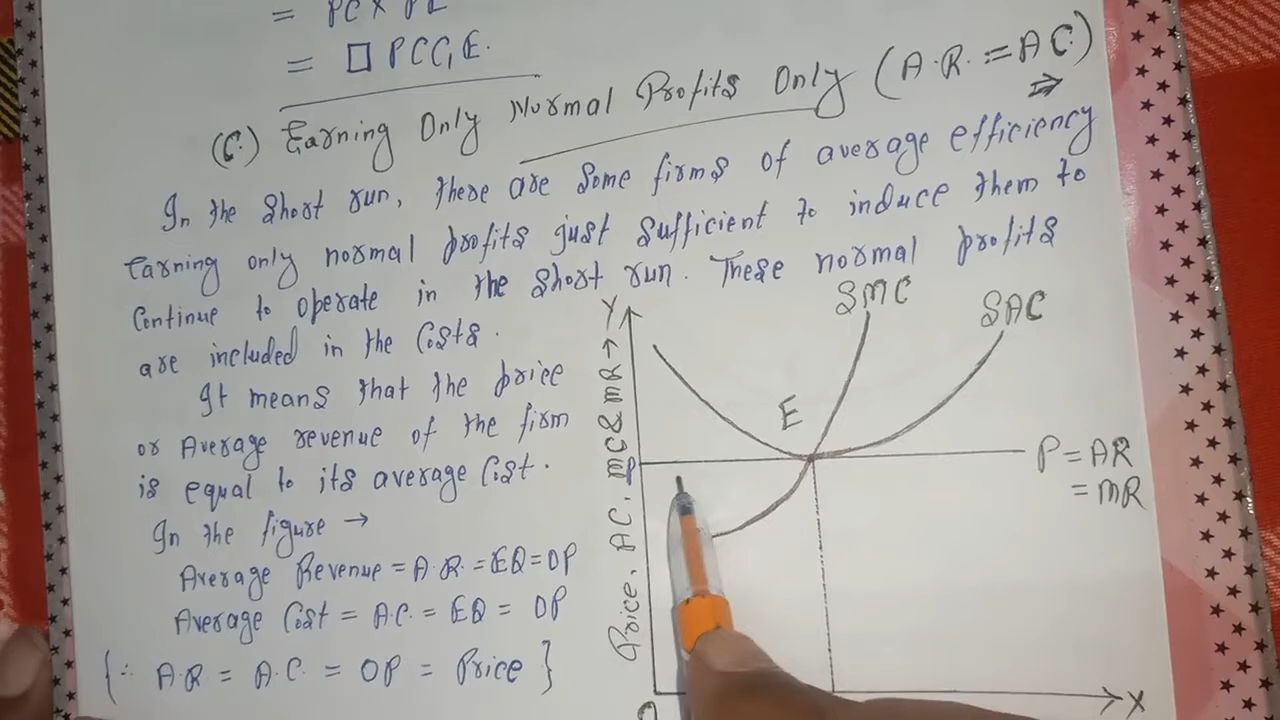 = PC X PE
= □ PCC₁E.
(C.) Earning Only Normal Profits Only (A.R. = AC.)
⇒
In the Short run, these are Some firms of average efficiency
Earning only normal profits just Sufficient to induce them to
Continue to operate in the Short run. These normal profits
are included in the Costs.
It means that the price
or Average revenue of the firm
is equal to its average Cost.
In the figure →
Average Revenue = A.R. = EQ = OP
Average Cost = A.C. = EQ = OP
{∴ A.R. = A.C. = OP = Price}
Y
Price, AC, MC & MR →
SMC
SAC
E
P
P = AR
= MR
O
X